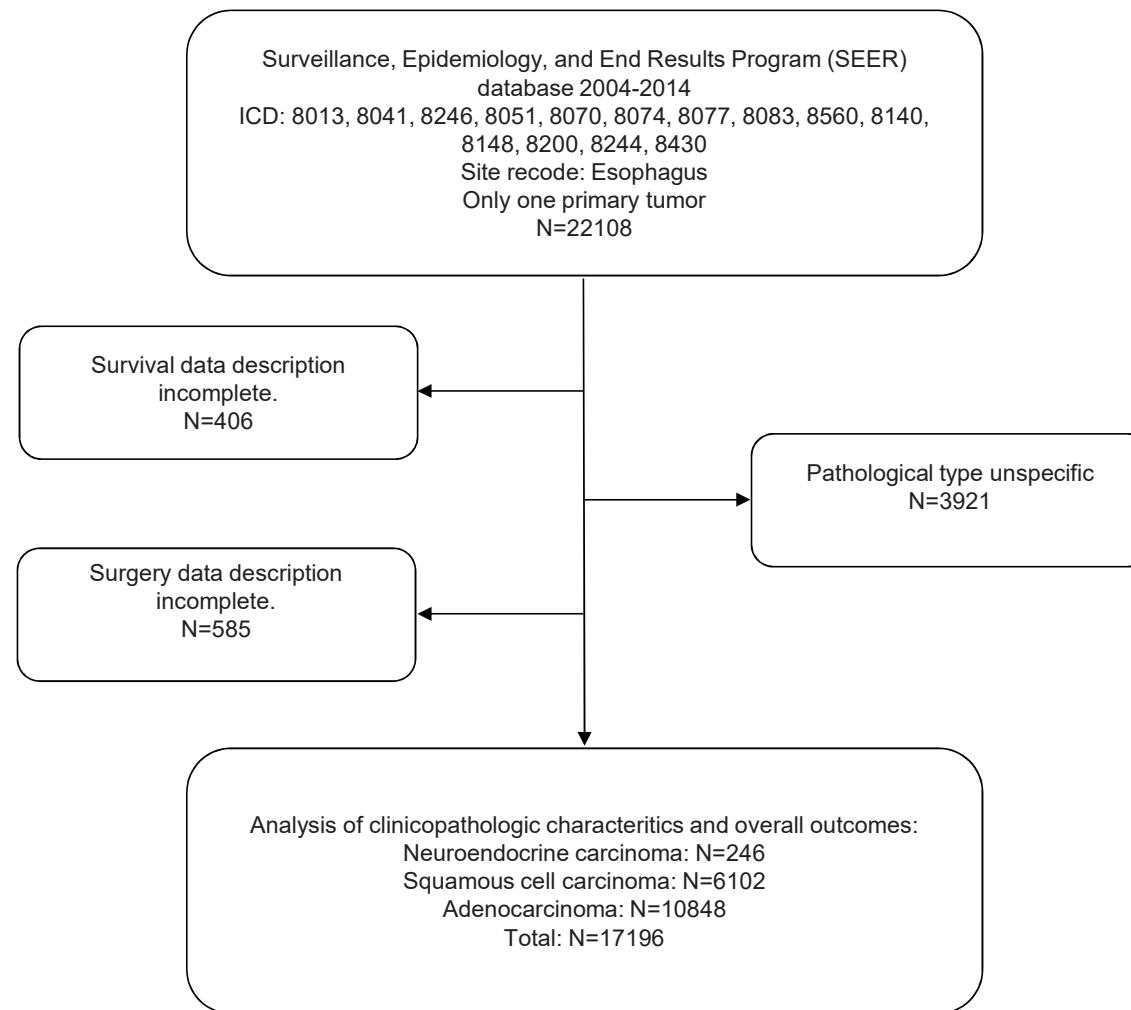 Surveillance, Epidemiology, and End Results Program (SEER)
database 2004-2014
ICD: 8013, 8041, 8246, 8051, 8070, 8074, 8077, 8083, 8560, 8140,
8148, 8200, 8244, 8430
Site recode: Esophagus
Only one primary tumor
N=22108
Survival data description
incomplete.
N=406
Pathological type unspecific
N=3921
Surgery data description
incomplete.
N=585
Analysis of clinicopathologic characteritics and overall outcomes:
Neuroendocrine carcinoma: N=246
Squamous cell carcinoma: N=6102
Adenocarcinoma: N=10848
Total: N=17196